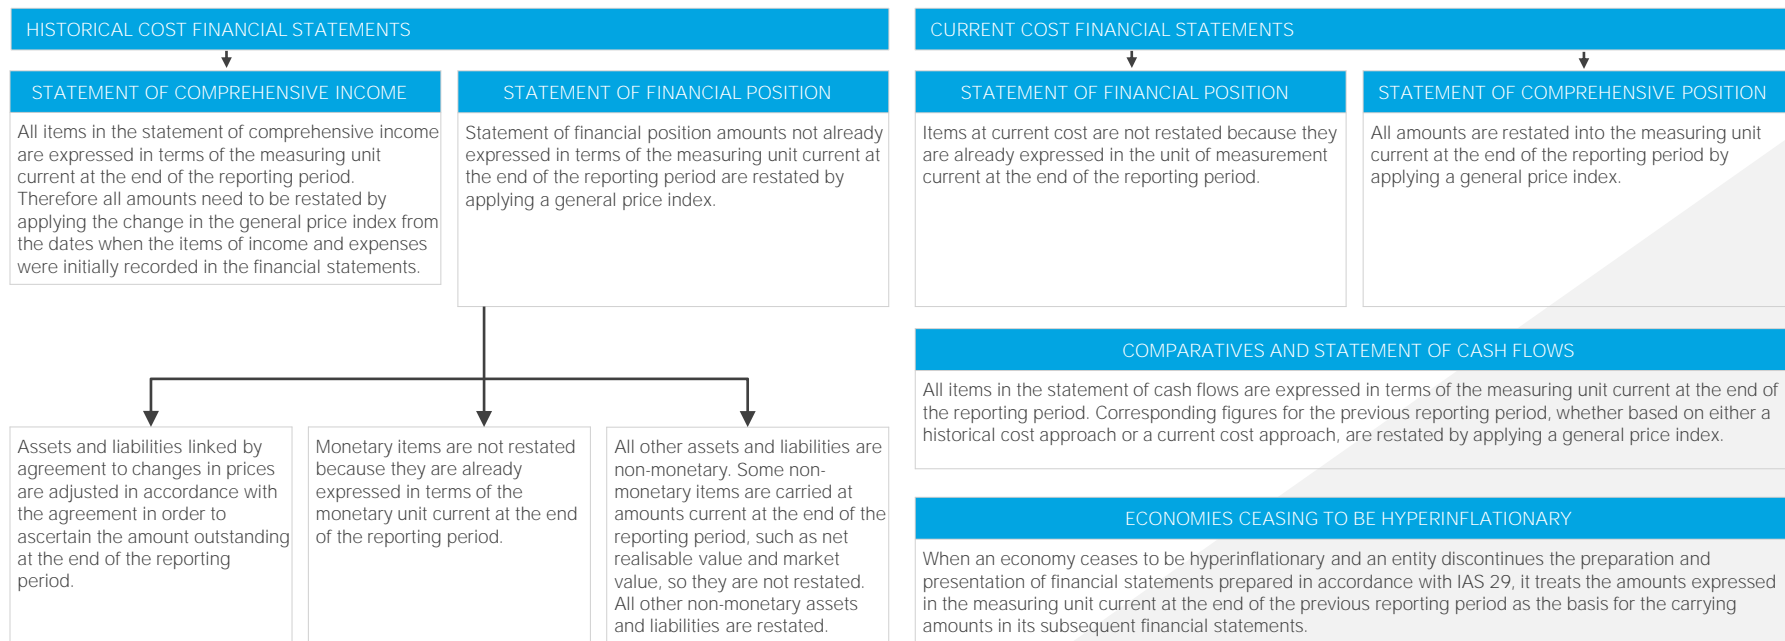 HISTORICAL COST FINANCIAL STATEMENTS
STATEMENT OF COMPREHENSIVE INCOME
All items in the statement of comprehensive income
are expressed in terms of the measuring unit
current at the end of the reporting period.
Therefore all amounts need to be restated by
applying the change in the general price index from
the dates when the items of income and expenses
were initially recorded in the financial statements.
STATEMENT OF FINANCIAL POSITION
Statement of financial position amounts not already
expressed in terms of the measuring unit current at
the end of the reporting period are restated by
applying a general price index.
Assets and liabilities linked by
agreement to changes in prices
are adjusted in accordance with
the agreement in order to
ascertain the amount outstanding
at the end of the reporting
period.
Monetary items are not restated
because they are already
expressed in terms of the
monetary unit current at the end
of the reporting period.
All other assets and liabilities are
non-monetary. Some non-
monetary items are carried at
amounts current at the end of the
reporting period, such as net
realisable value and market
value, so they are not restated.
All other non-monetary assets
and liabilities are restated.
CURRENT COST FINANCIAL STATEMENTS
STATEMENT OF FINANCIAL POSITION
Items at current cost are not restated because they
are already expressed in the unit of measurement
current at the end of the reporting period.
STATEMENT OF COMPREHENSIVE POSITION
All amounts are restated into the measuring unit
current at the end of the reporting period by
applying a general price index.
COMPARATIVES AND STATEMENT OF CASH FLOWS
All items in the statement of cash flows are expressed in terms of the measuring unit current at the end of
the reporting period. Corresponding figures for the previous reporting period, whether based on either a
historical cost approach or a current cost approach, are restated by applying a general price index.
ECONOMIES CEASING TO BE HYPERINFLATIONARY
When an economy ceases to be hyperinflationary and an entity discontinues the preparation and
presentation of financial statements prepared in accordance with IAS 29, it treats the amounts expressed
in the measuring unit current at the end of the previous reporting period as the basis for the carrying
amounts in its subsequent financial statements.